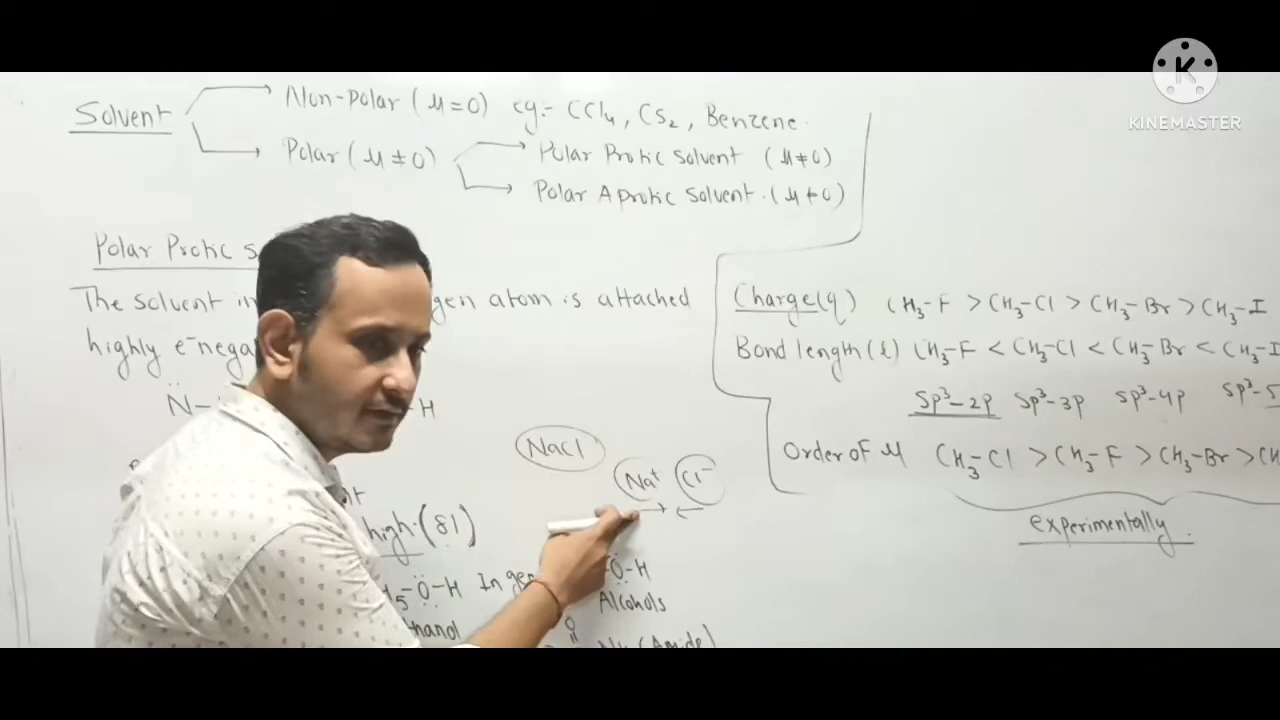 KINEMASTER
Solvent
Non-Polar (μ=0) eg:- CCl₄, CS₂, Benzene.
Polar (μ≠0)
Polar Protic Solvent (μ≠0)
Polar Aprotic Solvent. (μ≠0)
Polar Protic S
The Solvent in gen atom is attached
highly e⁻nega
N̈- -H
Charge(q) CH₃-F > CH₃-Cl > CH₃-Br > CH₃-I
Bond length(l) CH₃-F < CH₃-Cl < CH₃-Br < CH₃-I
Sp³-2p Sp³-3p Sp³-4p Sp³-5
Order of μ CH₃-Cl > CH₃-F > CH₃-Br > CH
experimentally.
NaCl
Na⁺ Cl⁻
high. (81)
H₅-Ö-H In gen -Ö-H
hanol Alcohols
O
(Amide)